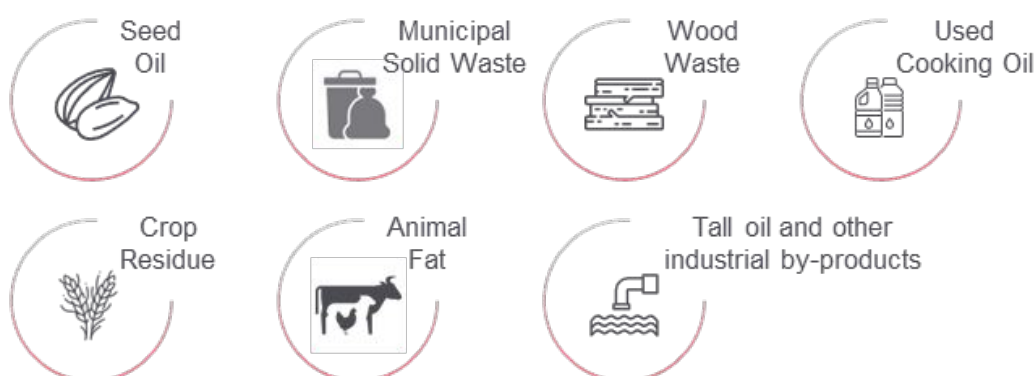 Seed
Oil
Municipal
Solid Waste
Wood
Waste
Used
Cooking Oil
Crop
Residue
Animal
Fat
Tall oil and other
industrial by-products